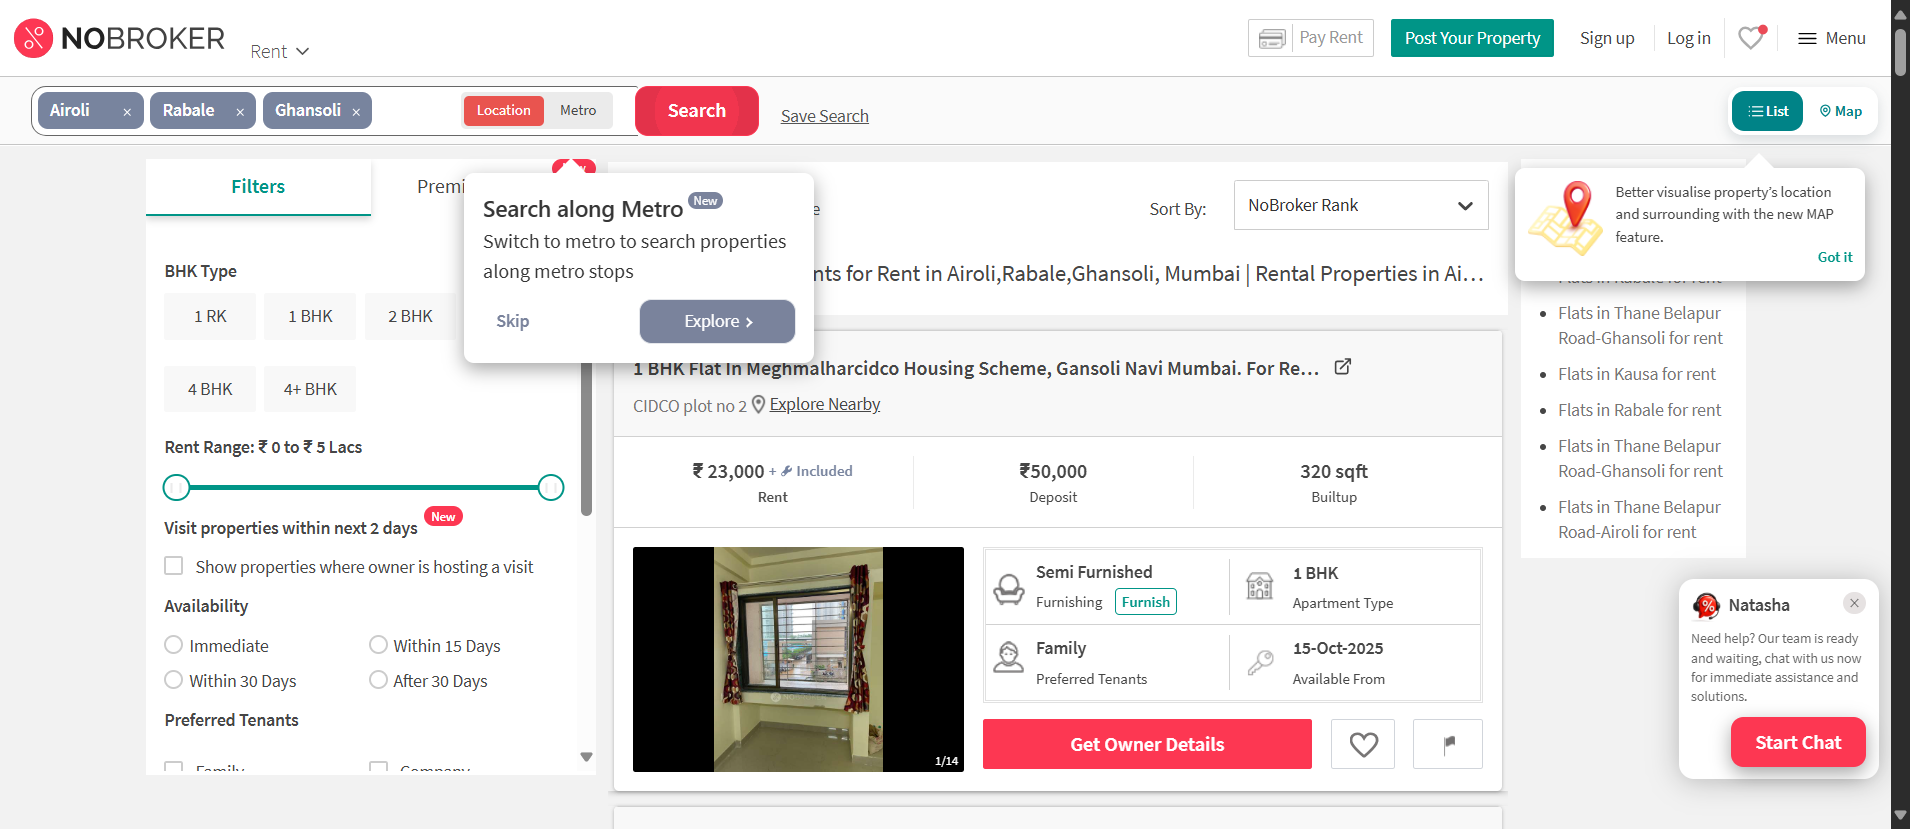 NOBROKER
Rent
Pay Rent
Post Your Property
Sign up
Log in
Menu
Airoli ×
Rabale ×
Ghansoli ×
Location
Metro
Search
Save Search
List
Map
Filters
Premi
Search along Metro New
Switch to metro to search properties
along metro stops
Skip
Explore ›
Sort By:
NoBroker Rank
nts for Rent in Airoli,Rabale,Ghansoli, Mumbai | Rental Properties in Ai...
Better visualise property's location
and surrounding with the new MAP
feature.
Got it
BHK Type
1 RK
1 BHK
2 BHK
4 BHK
4+ BHK
Rent Range: ₹ 0 to ₹ 5 Lacs
Visit properties within next 2 days New
Show properties where owner is hosting a visit
Availability
Immediate
Within 15 Days
Within 30 Days
After 30 Days
Preferred Tenants
Family
Company
1 BHK Flat In Meghmalharcidco Housing Scheme, Gansoli Navi Mumbai. For Re...
CIDCO plot no 2 Explore Nearby
₹ 23,000 + Included
Rent
₹50,000
Deposit
320 sqft
Builtup
1/14
Semi Furnished
Furnishing Furnish
1 BHK
Apartment Type
Family
Preferred Tenants
15-Oct-2025
Available From
Get Owner Details
Flats in Rabale for rent
Flats in Thane Belapur
Road-Ghansoli for rent
Flats in Kausa for rent
Flats in Rabale for rent
Flats in Thane Belapur
Road-Ghansoli for rent
Flats in Thane Belapur
Road-Airoli for rent
Natasha
Need help? Our team is ready
and waiting, chat with us now
for immediate assistance and
solutions.
Start Chat